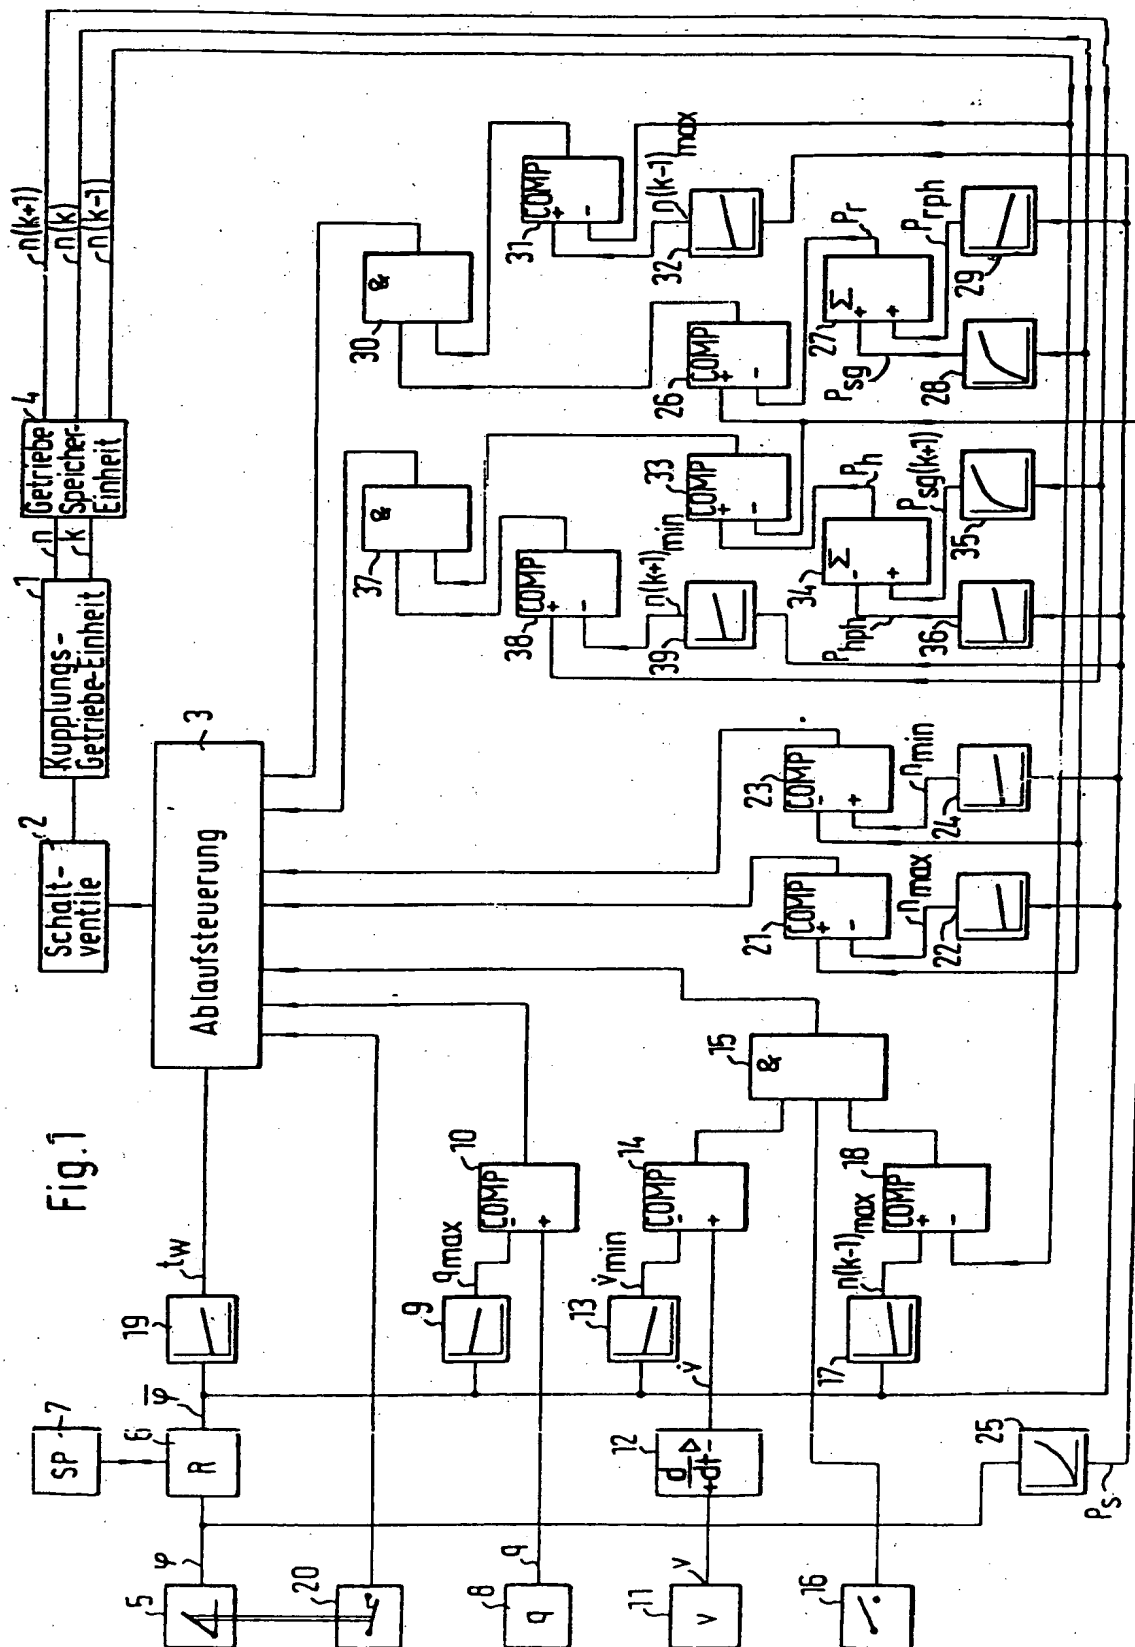 Fig.1
Schalt-
ventile
2
Kupplungs-
Getriebe-Einheit
1
Getriebe
Speicher-
Einheit
4
n
k
n(k+1)
n(k)
n(k-1)
Ablaufsteuerung
3
SP
7
R
6
φ
φ̅
5
19
tw
20
q
8
q
9
qmax
COMP
10
-
+
v
11
v
d
dt
+
-
12
v̇
13
v̇min
COMP
14
-
+
16
17
n(k-1)max
COMP
18
+
-
&
15
25
Ps
COMP
21
+
-
nmax
22
COMP
23
-
+
nmin
24
&
37
COMP
38
+
-
n(k+1)min
39
COMP
33
+
-
Ph
Σ
34
-
+
Phph
36
Psg(k+1)
35
&
30
COMP
31
+
-
n(k-1)max
32
COMP
26
+
-
Pr
Σ
27
+
+
Psg
28
Prph
29